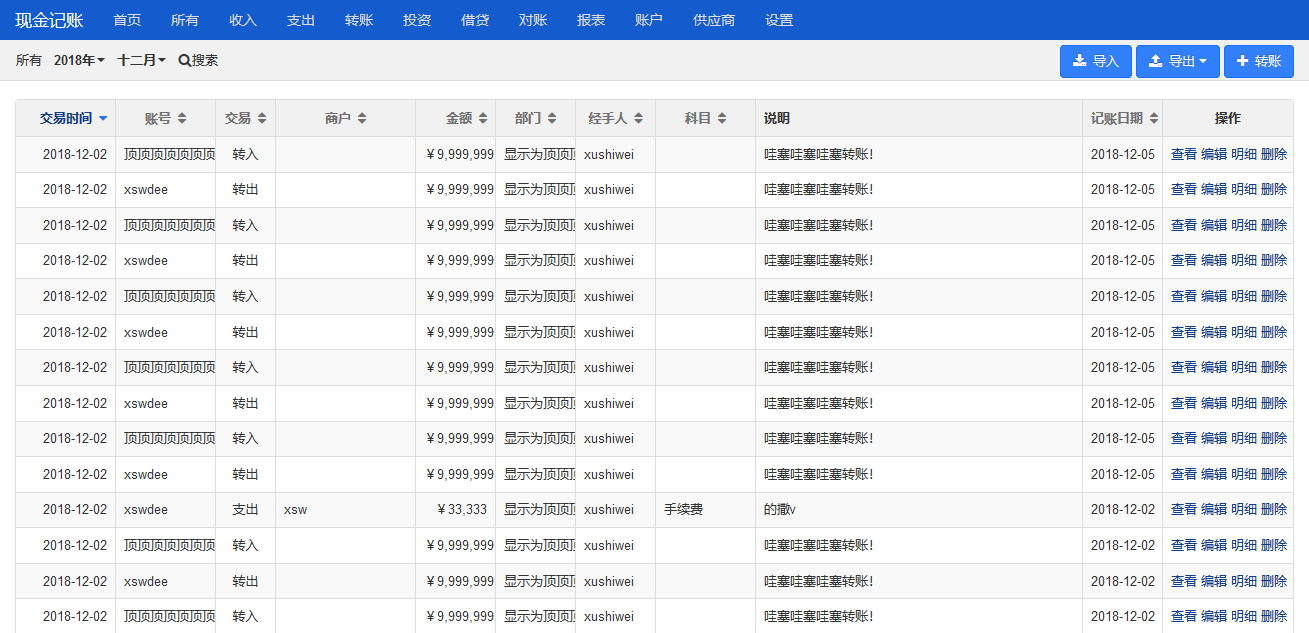 现金记账 首页 所有 收入 支出 转账 投资 借贷 对账 报表 账户 供应商 设置
所有 2018年 十二月 搜索 导入 导出 转账
交易时间 账号 交易 商户 金额 部门 经手人 科目 说明 记账日期 操作
2018-12-02 顶顶顶顶顶顶顶 转入 ¥9,999,999 显示为顶顶 xushiwei 哇塞哇塞哇塞转账! 2018-12-05 查看 编辑 明细 删除
2018-12-02 xswdee 转出 ¥9,999,999 显示为顶顶 xushiwei 哇塞哇塞哇塞转账! 2018-12-05 查看 编辑 明细 删除
2018-12-02 顶顶顶顶顶顶顶 转入 ¥9,999,999 显示为顶顶 xushiwei 哇塞哇塞哇塞转账! 2018-12-05 查看 编辑 明细 删除
2018-12-02 xswdee 转出 ¥9,999,999 显示为顶顶 xushiwei 哇塞哇塞哇塞转账! 2018-12-05 查看 编辑 明细 删除
2018-12-02 顶顶顶顶顶顶顶 转入 ¥9,999,999 显示为顶顶 xushiwei 哇塞哇塞哇塞转账! 2018-12-05 查看 编辑 明细 删除
2018-12-02 xswdee 转出 ¥9,999,999 显示为顶顶 xushiwei 哇塞哇塞哇塞转账! 2018-12-05 查看 编辑 明细 删除
2018-12-02 顶顶顶顶顶顶顶 转入 ¥9,999,999 显示为顶顶 xushiwei 哇塞哇塞哇塞转账! 2018-12-05 查看 编辑 明细 删除
2018-12-02 xswdee 转出 ¥9,999,999 显示为顶顶 xushiwei 哇塞哇塞哇塞转账! 2018-12-05 查看 编辑 明细 删除
2018-12-02 顶顶顶顶顶顶顶 转入 ¥9,999,999 显示为顶顶 xushiwei 哇塞哇塞哇塞转账! 2018-12-05 查看 编辑 明细 删除
2018-12-02 xswdee 转出 ¥9,999,999 显示为顶顶 xushiwei 哇塞哇塞哇塞转账! 2018-12-05 查看 编辑 明细 删除
2018-12-02 xswdee 支出 xsw ¥33,333 显示为顶顶 xushiwei 手续费 的撒v 2018-12-02 查看 编辑 明细 删除
2018-12-02 顶顶顶顶顶顶顶 转入 ¥9,999,999 显示为顶顶 xushiwei 哇塞哇塞哇塞转账! 2018-12-02 查看 编辑 明细 删除
2018-12-02 xswdee 转出 ¥9,999,999 显示为顶顶 xushiwei 哇塞哇塞哇塞转账! 2018-12-02 查看 编辑 明细 删除
2018-12-02 顶顶顶顶顶顶顶 转入 ¥9,999,999 显示为顶顶 xushiwei 哇塞哇塞哇塞转账! 2018-12-02 查看 编辑 明细 删除